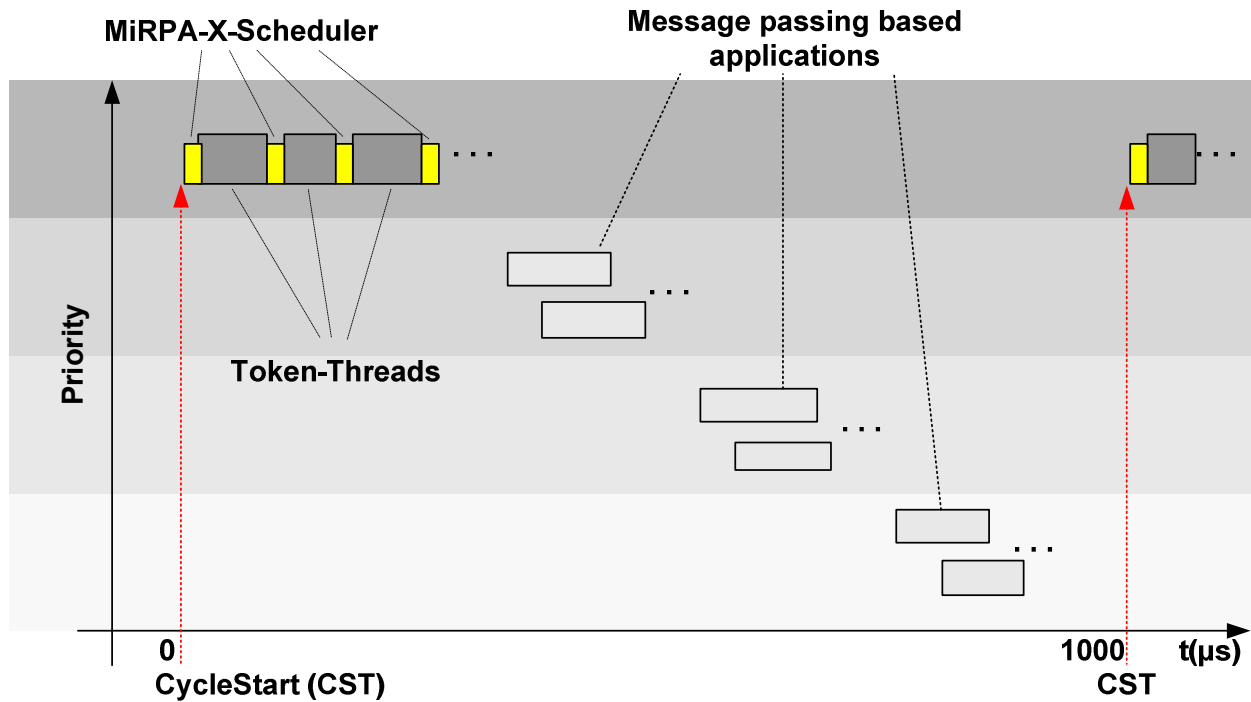 MiRPA-X-Scheduler
Message passing based
applications
. . .
. . .
. . .
Token-Threads
Priority
. . .
. . .
0
1000
t(µs)
CycleStart (CST)
CST